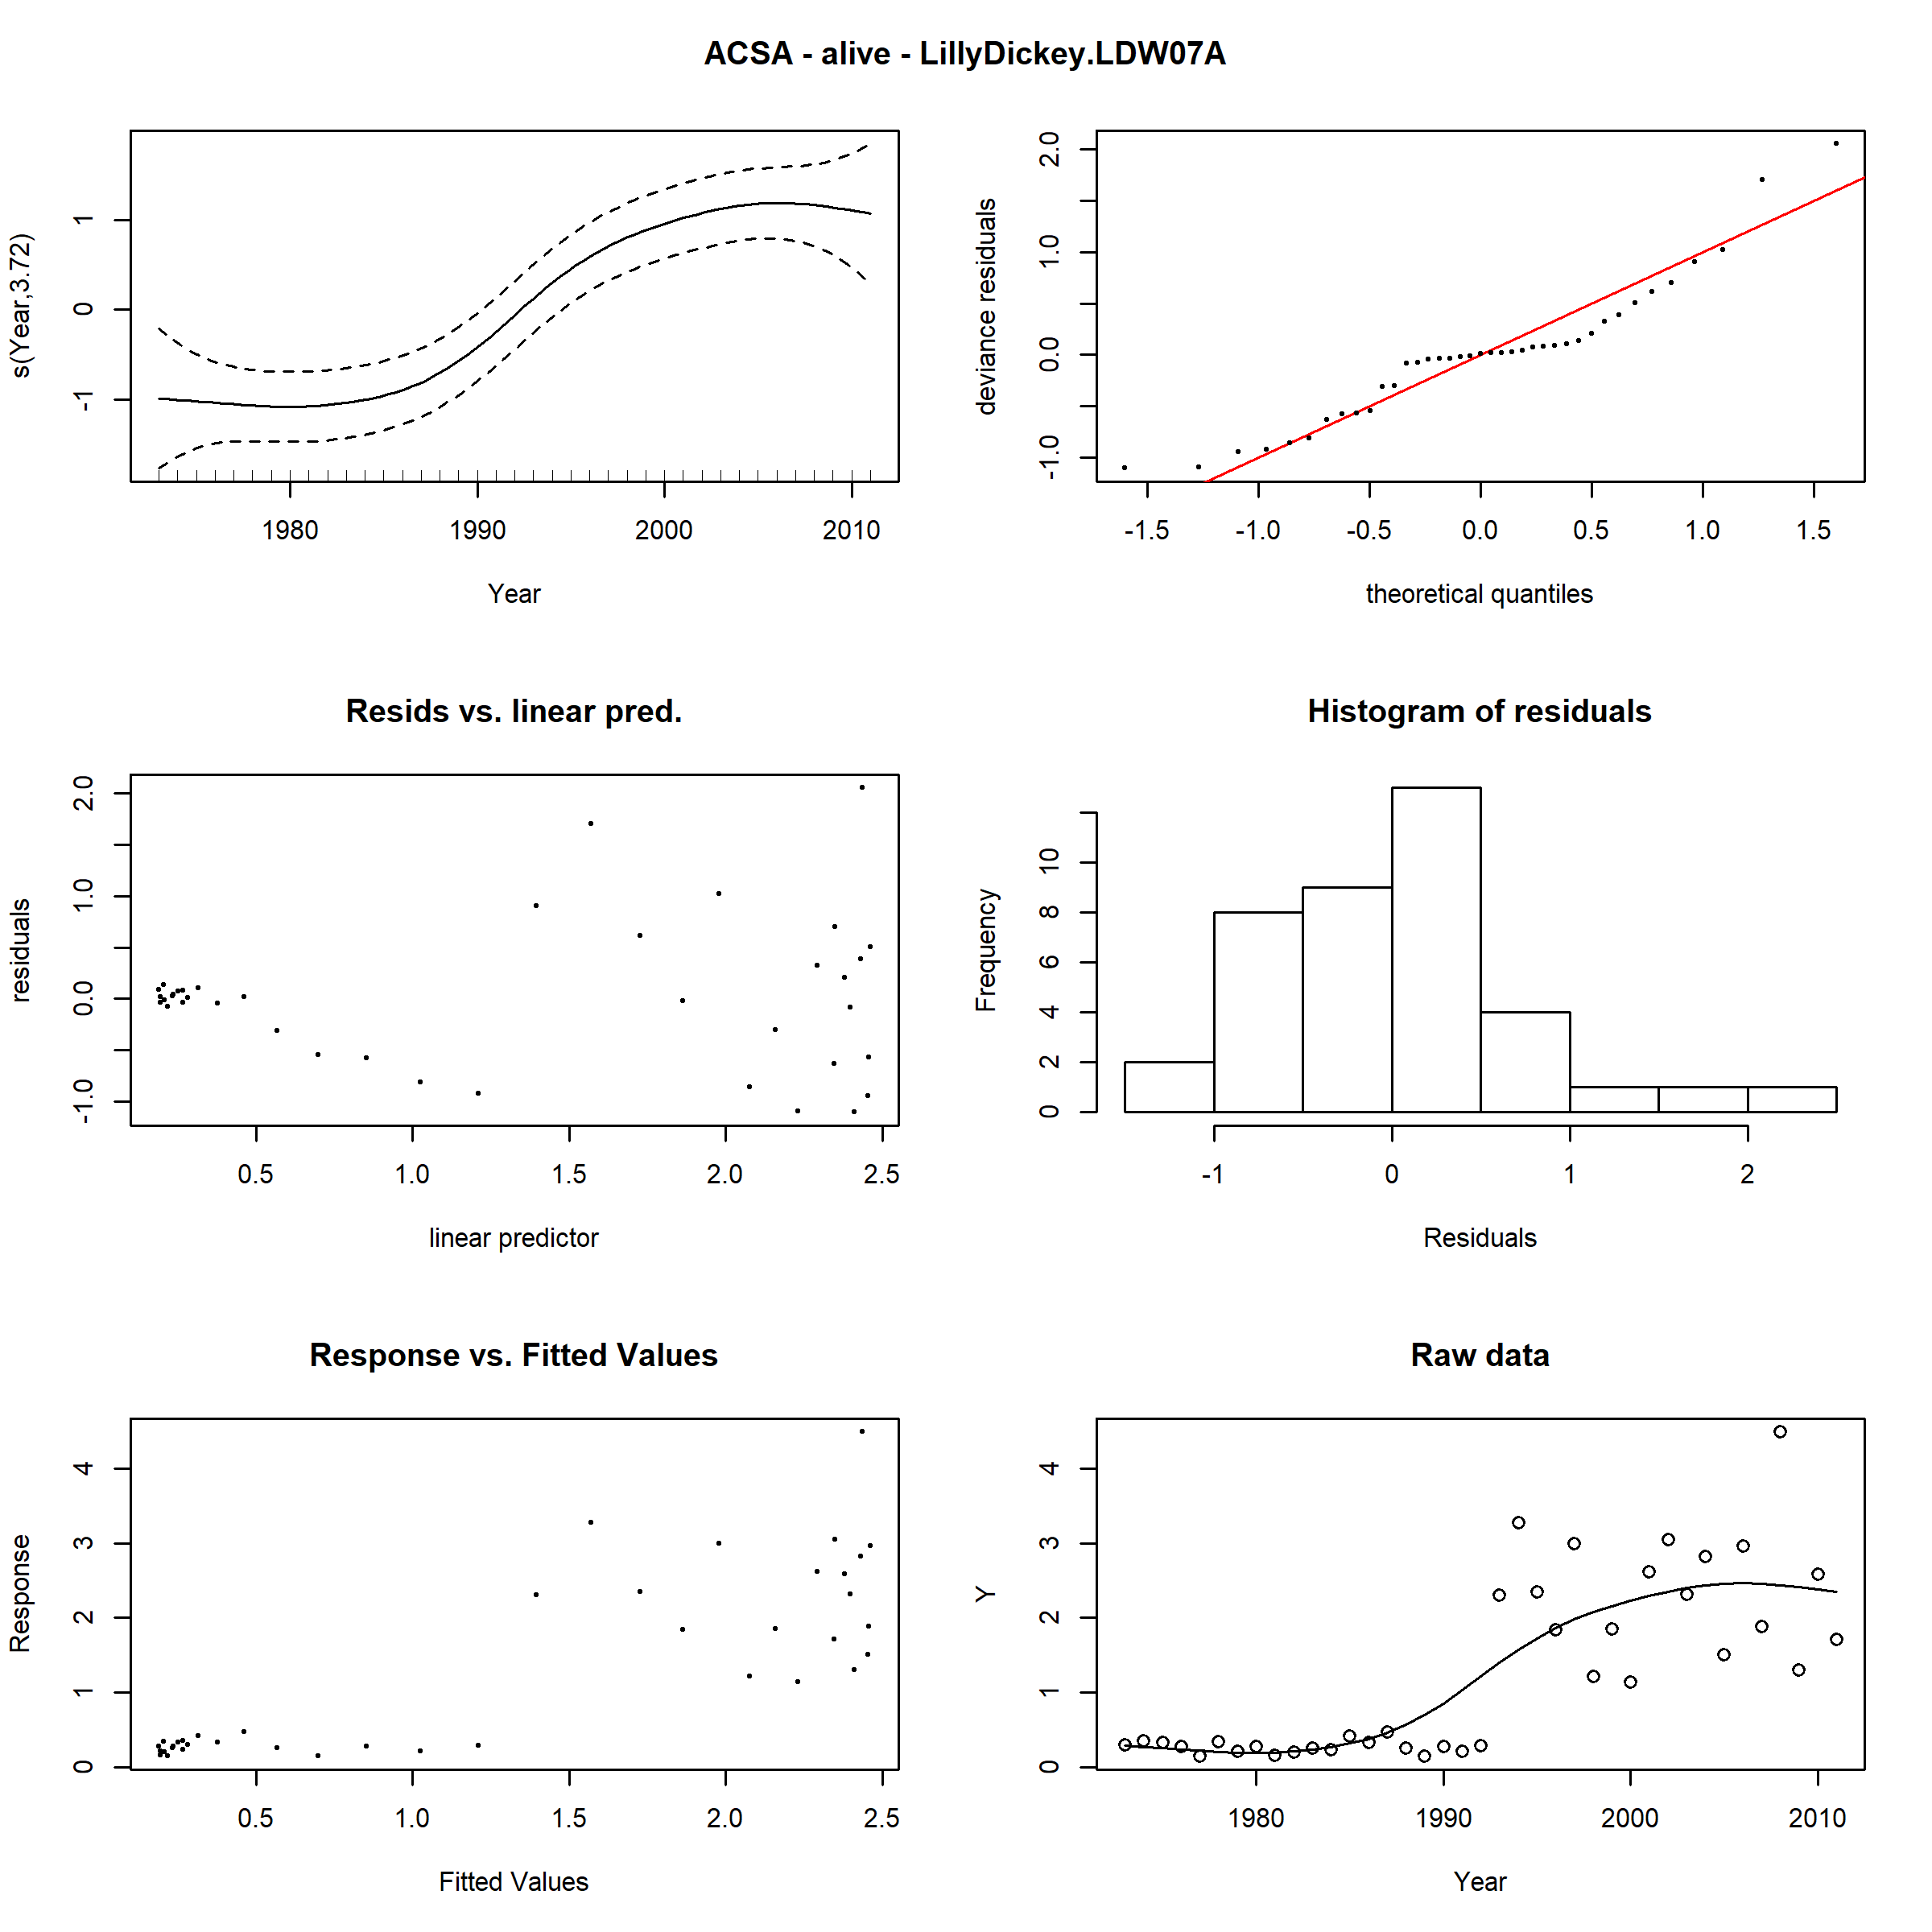 ACSA - alive - LillyDickey.LDW07A
s(Year,3.72)
-1 0 1
1980 1990 2000 2010
Year
deviance residuals
-1.0 0.0 1.0 2.0
-1.5 -1.0 -0.5 0.0 0.5 1.0 1.5
theoretical quantiles
Resids vs. linear pred.
residuals
-1.0 0.0 1.0 2.0
0.5 1.0 1.5 2.0 2.5
linear predictor
Histogram of residuals
Frequency
0 2 4 6 8 10
-1 0 1 2
Residuals
Response vs. Fitted Values
Response
0 1 2 3 4
0.5 1.0 1.5 2.0 2.5
Fitted Values
Raw data
Y
0 1 2 3 4
1980 1990 2000 2010
Year